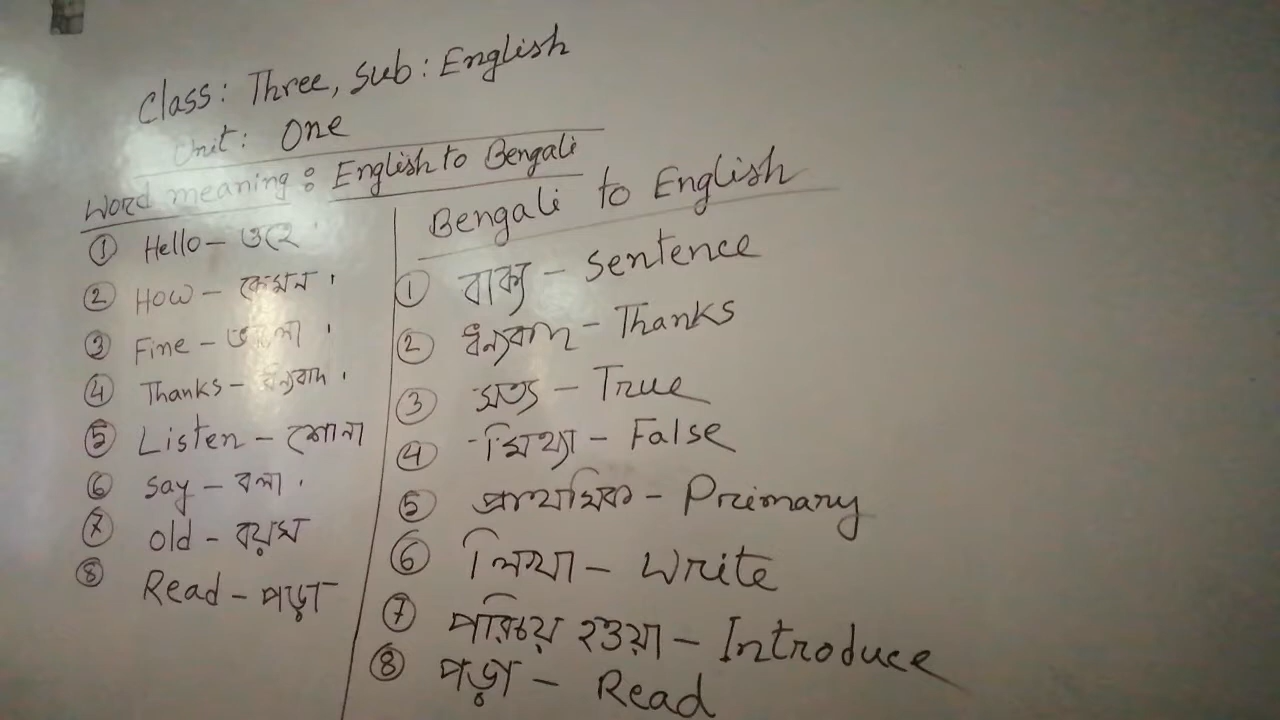 Class: Three, Sub: English
Unit: One
Word meaning: English to Bengali
① Hello – ওহে
② How – কেমন।
③ Fine – ভালো।
④ Thanks – ধন্যবাদ।
⑤ Listen – শোনা
⑥ Say – বলা।
⑦ old – বয়স
⑧ Read – পড়া
Bengali to English
① বাক্য – Sentence
② ধন্যবাদ – Thanks
③ সত্য – True
④ মিথ্যা – False
⑤ প্রাথমিক – Primary
⑥ লিখা – Write
⑦ পরিচয় হওয়া – Introduce
⑧ পড়া – Read